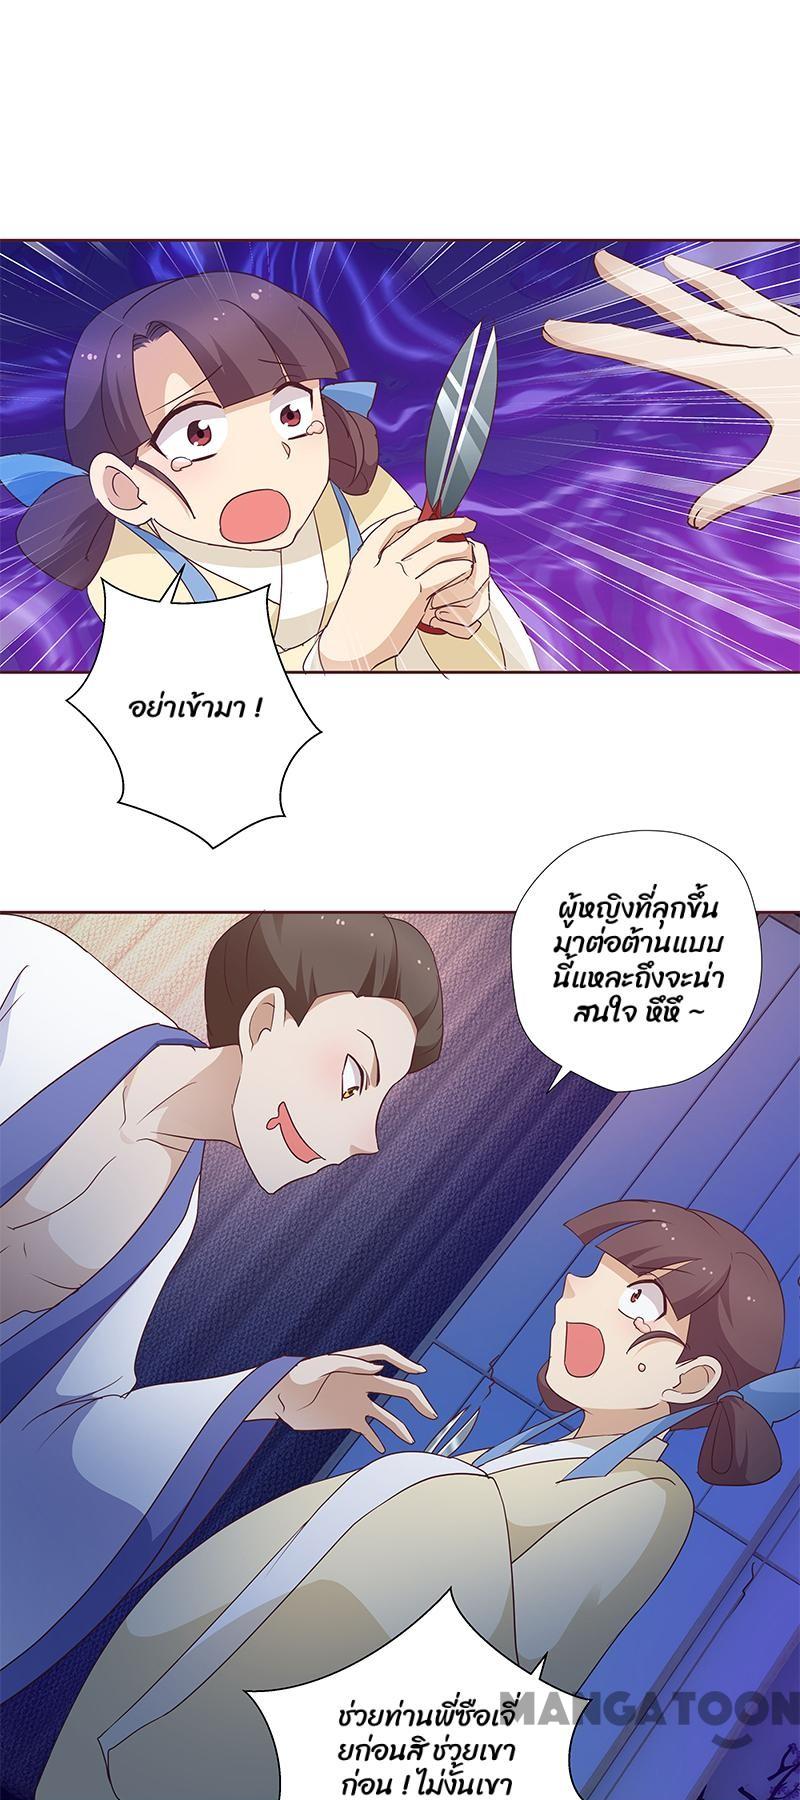 อย่าเข้ามา !
ผู้หญิงที่ลุกขึ้น
มาต่อต้านแบบ
นี้แหละถึงจะน่า
สนใจ หึหึ ~
MANGATOON
ช่วยท่านพี่ซือเจี๋
ยก่อนสิ ช่วยเขา
ก่อน ! ไม่งั้นเขา